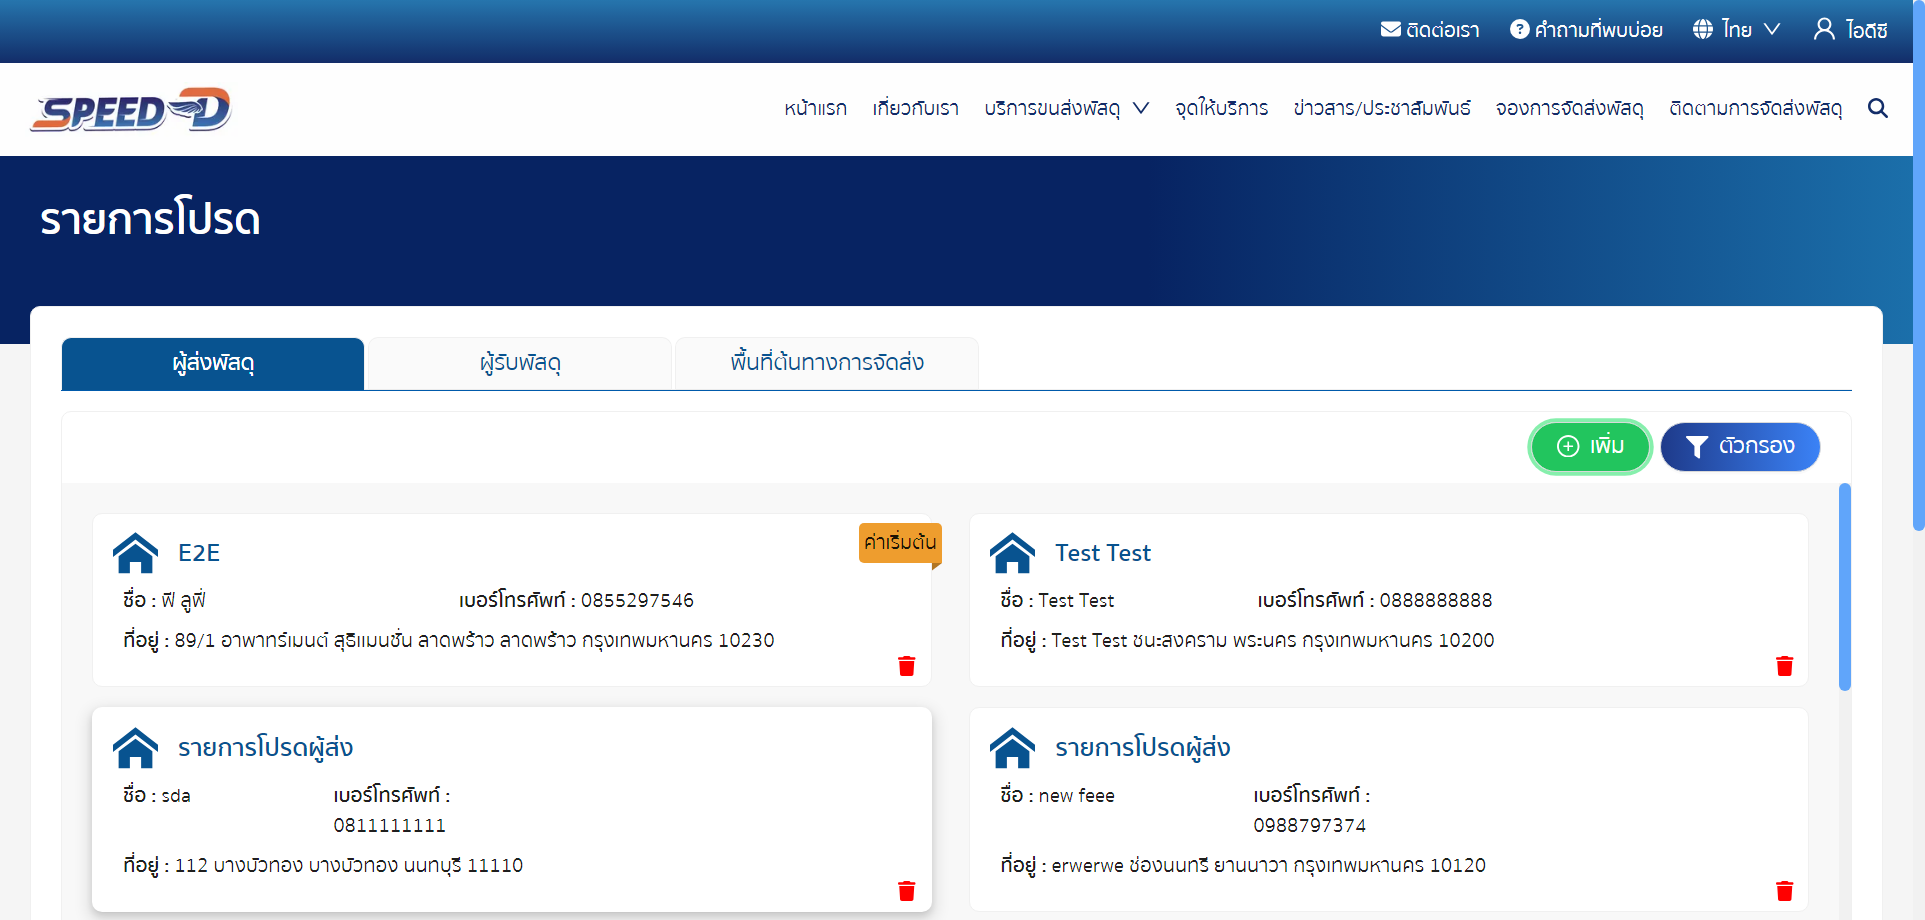 ติดต่อเรา คำถามที่พบบ่อย ไทย ไอดีซี
SPEED-D หน้าแรก เกี่ยวกับเรา บริการขนส่งพัสดุ จุดให้บริการ ข่าวสาร/ประชาสัมพันธ์ จองการจัดส่งพัสดุ ติดตามการจัดส่งพัสดุ
รายการโปรด
ผู้ส่งพัสดุ ผู้รับพัสดุ พื้นที่ต้นทางการจัดส่ง
เพิ่ม ตัวกรอง
E2E ค่าเริ่มต้น
ชื่อ : ฟี ลูฟี่ เบอร์โทรศัพท์ : 0855297546
ที่อยู่ : 89/1 อาพาทร์เมนต์ สุธิแมนชั่น ลาดพร้าว ลาดพร้าว กรุงเทพมหานคร 10230
Test Test
ชื่อ : Test Test เบอร์โทรศัพท์ : 0888888888
ที่อยู่ : Test Test ชนะสงคราม พระนคร กรุงเทพมหานคร 10200
รายการโปรดผู้ส่ง
ชื่อ : sda เบอร์โทรศัพท์ :
0811111111
ที่อยู่ : 112 บางบัวทอง บางบัวทอง นนทบุรี 11110
รายการโปรดผู้ส่ง
ชื่อ : new feee เบอร์โทรศัพท์ :
0988797374
ที่อยู่ : erwerwe ช่องนนทรี ยานนาวา กรุงเทพมหานคร 10120